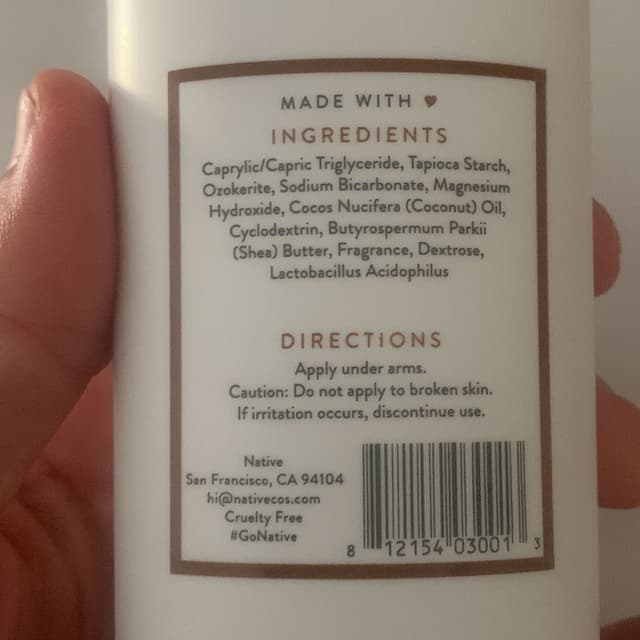 MADE WITH ♥
INGREDIENTS
Caprylic/Capric Triglyceride, Tapioca Starch,
Ozokerite, Sodium Bicarbonate, Magnesium
Hydroxide, Cocos Nucifera (Coconut) Oil,
Cyclodextrin, Butyrospermum Parkii
(Shea) Butter, Fragrance, Dextrose,
Lactobacillus Acidophilus
DIRECTIONS
Apply under arms.
Caution: Do not apply to broken skin.
If irritation occurs, discontinue use.
Native
San Francisco, CA 94104
hi@nativecos.com
Cruelty Free
#GoNative
8 12154 03001 3